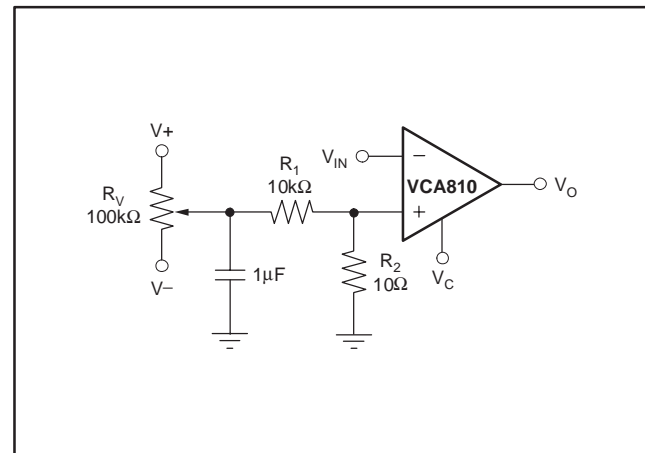 V+
R1
10kΩ
VIN
−
VCA810
VO
RV
100kΩ
+
V−
1μF
R2
10Ω
VC